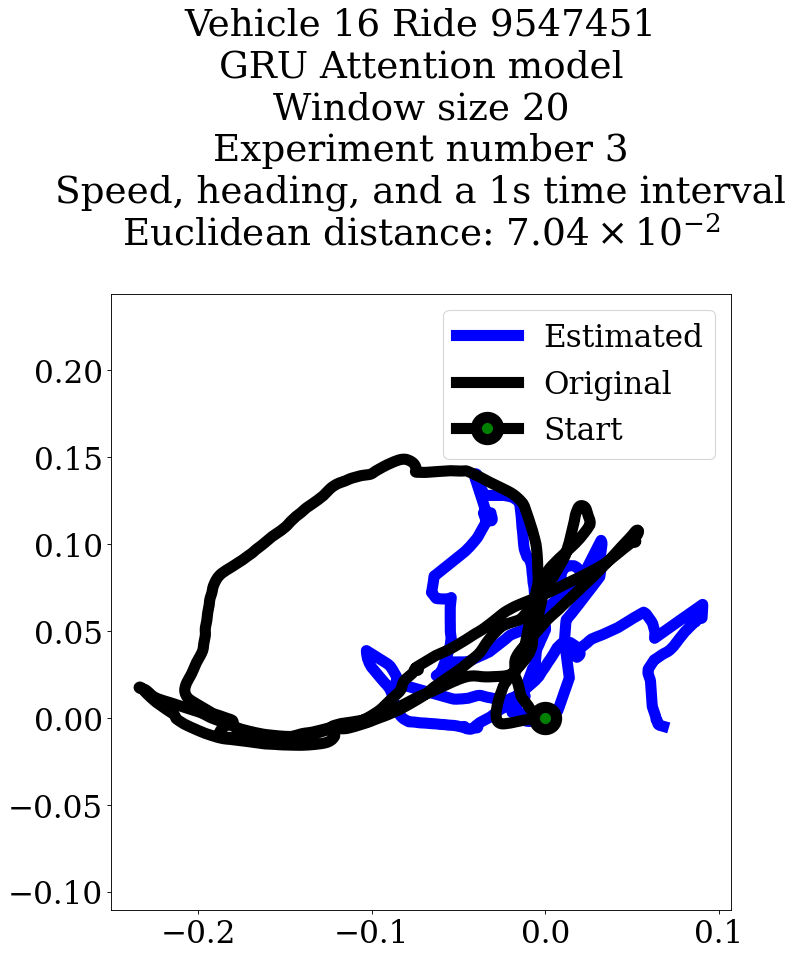 Vehicle 16 Ride 9547451
GRU Attention model
Window size 20
Experiment number 3
Speed, heading, and a 1s time interval
Euclidean distance: 7.04 × 10⁻²
Estimated
Original
Start
0.20
0.15
0.10
0.05
0.00
−0.05
−0.10
−0.2
−0.1
0.0
0.1